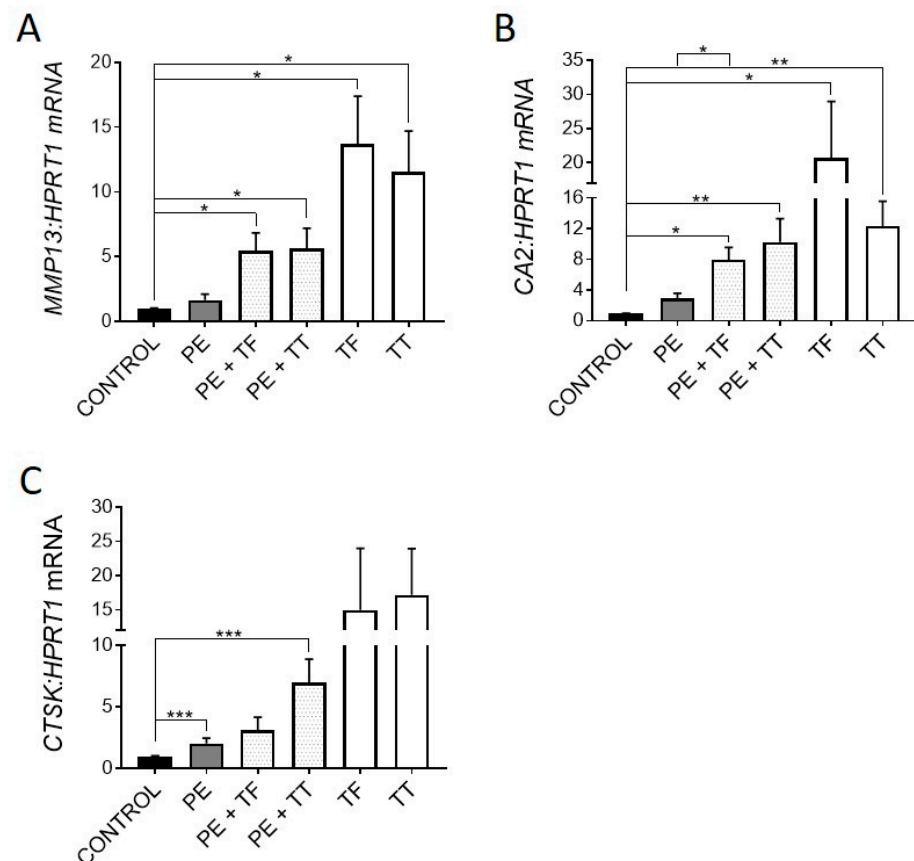 A
MMP13:HPRT1 mRNA
20
15
10
5
0
*
*
*
*
CONTROL
PE
PE + TF
PE + TT
TF
TT
B
CA2:HPRT1 mRNA
35
30
25
20
12
8
4
0
*
**
*
**
*
CONTROL
PE
PE + TF
PE + TT
TF
TT
C
CTSK:HPRT1 mRNA
30
25
20
15
10
5
0
***
***
CONTROL
PE
PE + TF
PE + TT
TF
TT